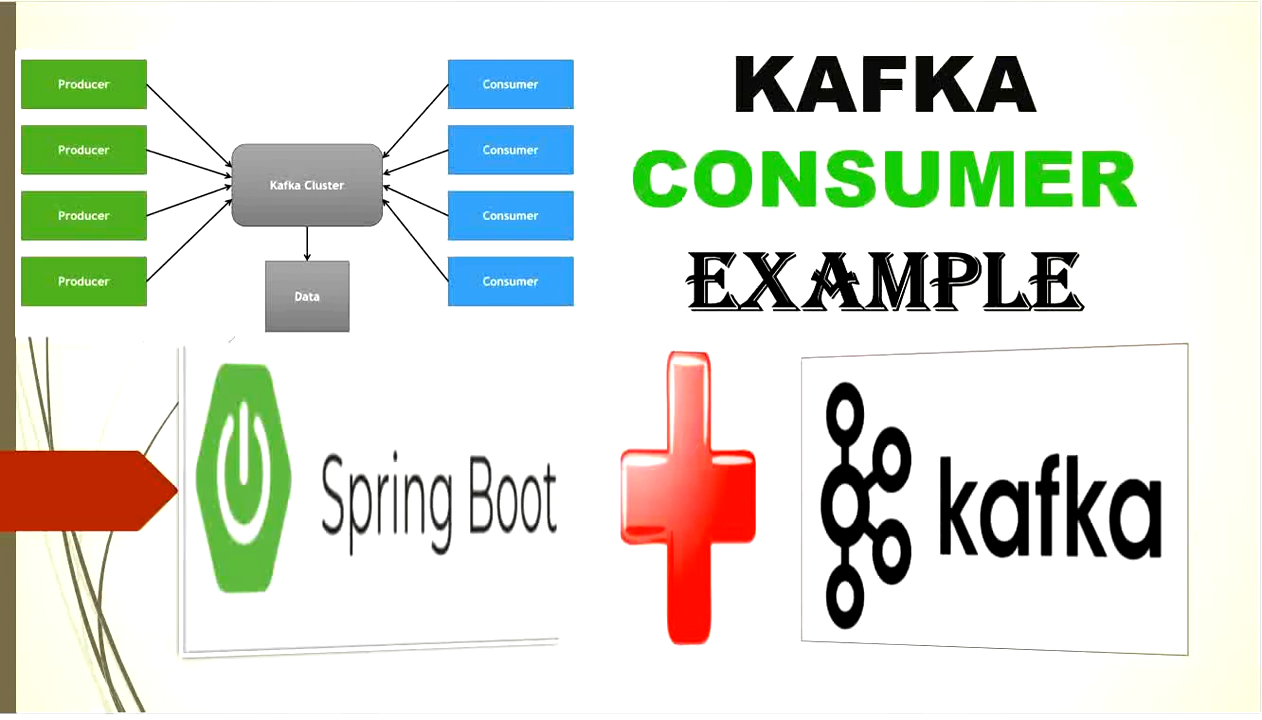 Producer
Producer
Producer
Producer
Kafka Cluster
Data
Consumer
Consumer
Consumer
Consumer
KAFKA
CONSUMER
EXAMPLE
Spring Boot
kafka